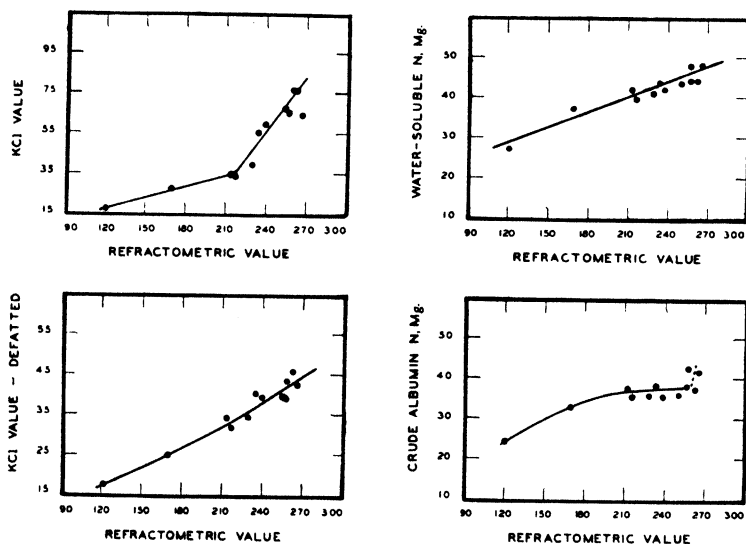 KCl VALUE
95
75
55
35
15
90 120 150 180 210 240 270 300
REFRACTOMETRIC VALUE
WATER-SOLUBLE N, Mg.
50
40
30
20
10
90 120 150 180 210 240 270 300
REFRACTOMETRIC VALUE
KCl VALUE - DEFATTED
55
45
35
25
15
90 120 150 180 210 240 270 300
REFRACTOMETRIC VALUE
CRUDE ALBUMIN N, Mg.
40
30
20
10
90 120 150 180 210 240 270 300
REFRACTOMETRIC VALUE